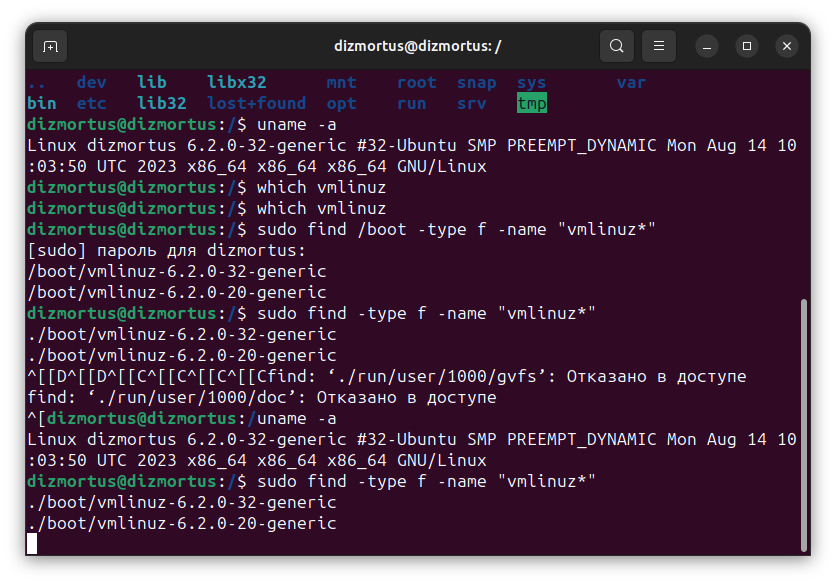 dizmortus@dizmortus: /
..   dev   lib    libx32      mnt   root  snap  sys       var
bin  etc   lib32  lost+found  opt   run   srv   tmp
dizmortus@dizmortus:/$ uname -a
Linux dizmortus 6.2.0-32-generic #32-Ubuntu SMP PREEMPT_DYNAMIC Mon Aug 14 10
:03:50 UTC 2023 x86_64 x86_64 x86_64 GNU/Linux
dizmortus@dizmortus:/$ which vmlinuz
dizmortus@dizmortus:/$ which vmlinuz
dizmortus@dizmortus:/$ sudo find /boot -type f -name "vmlinuz*"
[sudo] пароль для dizmortus:
/boot/vmlinuz-6.2.0-32-generic
/boot/vmlinuz-6.2.0-20-generic
dizmortus@dizmortus:/$ sudo find -type f -name "vmlinuz*"
./boot/vmlinuz-6.2.0-32-generic
./boot/vmlinuz-6.2.0-20-generic
^[[D^[[D^[[C^[[C^[[C^[[Cfind: ‘./run/user/1000/gvfs’: Отказано в доступе
find: ‘./run/user/1000/doc’: Отказано в доступе
^[dizmortus@dizmortus:/uname -a
Linux dizmortus 6.2.0-32-generic #32-Ubuntu SMP PREEMPT_DYNAMIC Mon Aug 14 10
:03:50 UTC 2023 x86_64 x86_64 x86_64 GNU/Linux
dizmortus@dizmortus:/$ sudo find -type f -name "vmlinuz*"
./boot/vmlinuz-6.2.0-32-generic
./boot/vmlinuz-6.2.0-20-generic